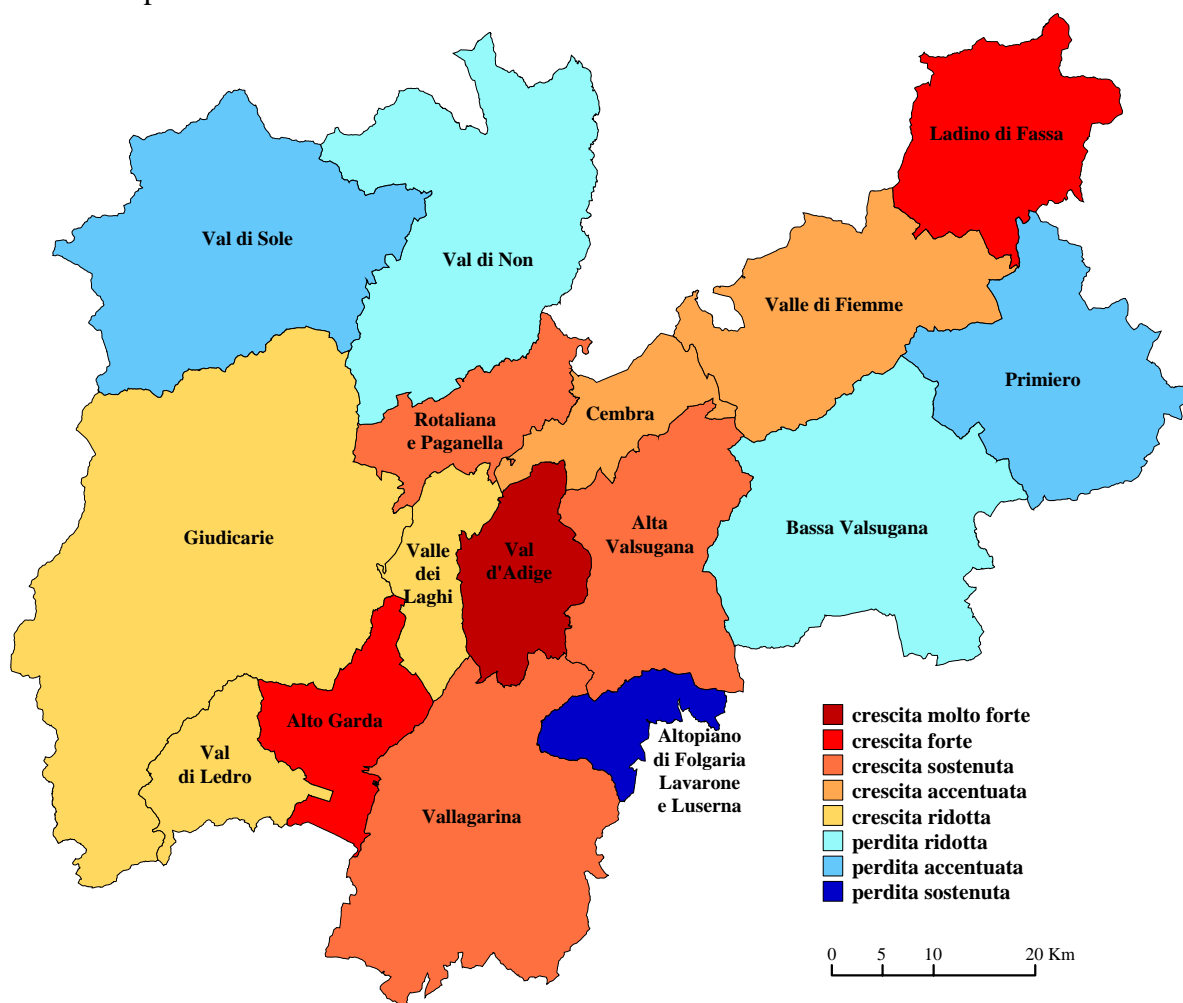 Ladino di Fassa
Val di Sole
Val di Non
Valle di Fiemme
Primiero
Rotaliana
e Paganella
Cembra
Giudicarie
Valle
dei
Laghi
Val
d'Adige
Alta
Valsugana
Bassa Valsugana
Alto Garda
Val
di Ledro
Vallagarina
Altopiano
di Folgaria
Lavarone
e Luserna
crescita molto forte
crescita forte
crescita sostenuta
crescita accentuata
crescita ridotta
perdita ridotta
perdita accentuata
perdita sostenuta
0 5 10 20 Km